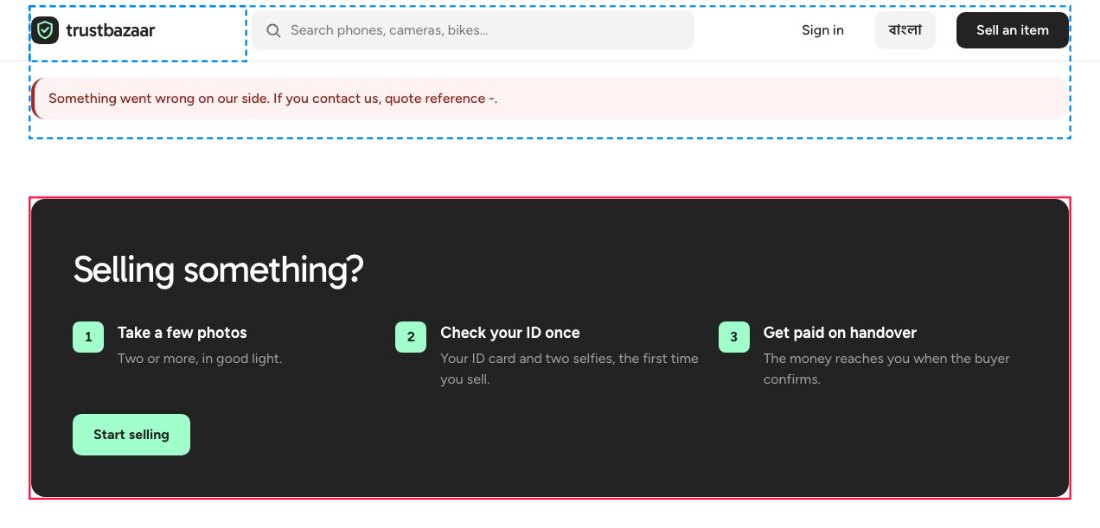 trustbazaar
Search phones, cameras, bikes...
Sign in
বাংলা
Sell an item
Something went wrong on our side. If you contact us, quote reference -.
Selling something?
1
Take a few photos
Two or more, in good light.
2
Check your ID once
Your ID card and two selfies, the first time
you sell.
3
Get paid on handover
The money reaches you when the buyer
confirms.
Start selling